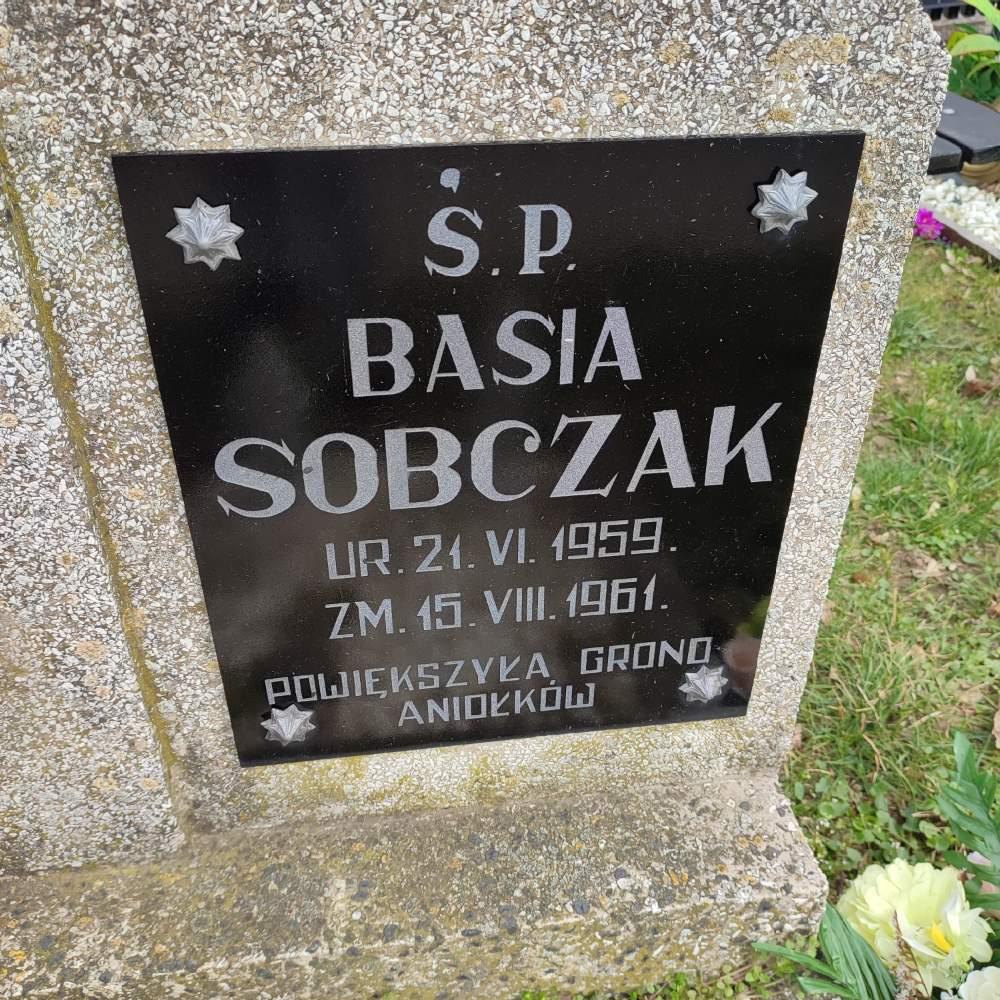 Ś.P.
BASIA
SOBCZAK
UR. 21. VI. 1959.
ZM. 15. VIII. 1961.
POWIĘKSZYŁA GRONO
ANIOŁKÓW